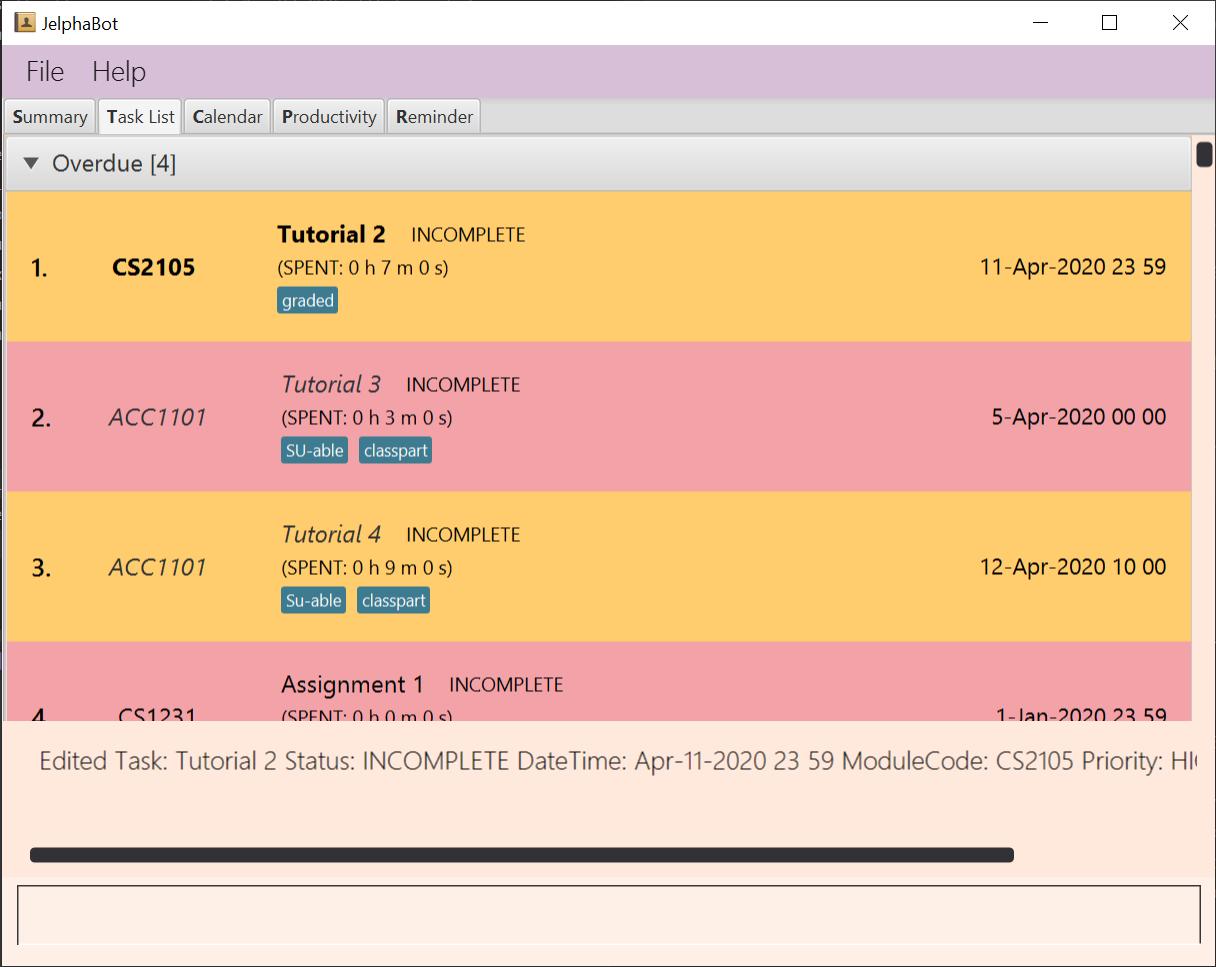 JelphaBot
File Help
Summary Task List Calendar Productivity Reminder
Overdue [4]
Tutorial 2 INCOMPLETE
1. CS2105 (SPENT: 0 h 7 m 0 s) 11-Apr-2020 23 59
graded
Tutorial 3 INCOMPLETE
2. ACC1101 (SPENT: 0 h 3 m 0 s) 5-Apr-2020 00 00
SU-able classpart
Tutorial 4 INCOMPLETE
3. ACC1101 (SPENT: 0 h 9 m 0 s) 12-Apr-2020 10 00
Su-able classpart
Assignment 1 INCOMPLETE
4. CS1231 (SPENT: 0 h 0 m 0 s) 1-Jan-2020 23 59
Edited Task: Tutorial 2 Status: INCOMPLETE DateTime: Apr-11-2020 23 59 ModuleCode: CS2105 Priority: